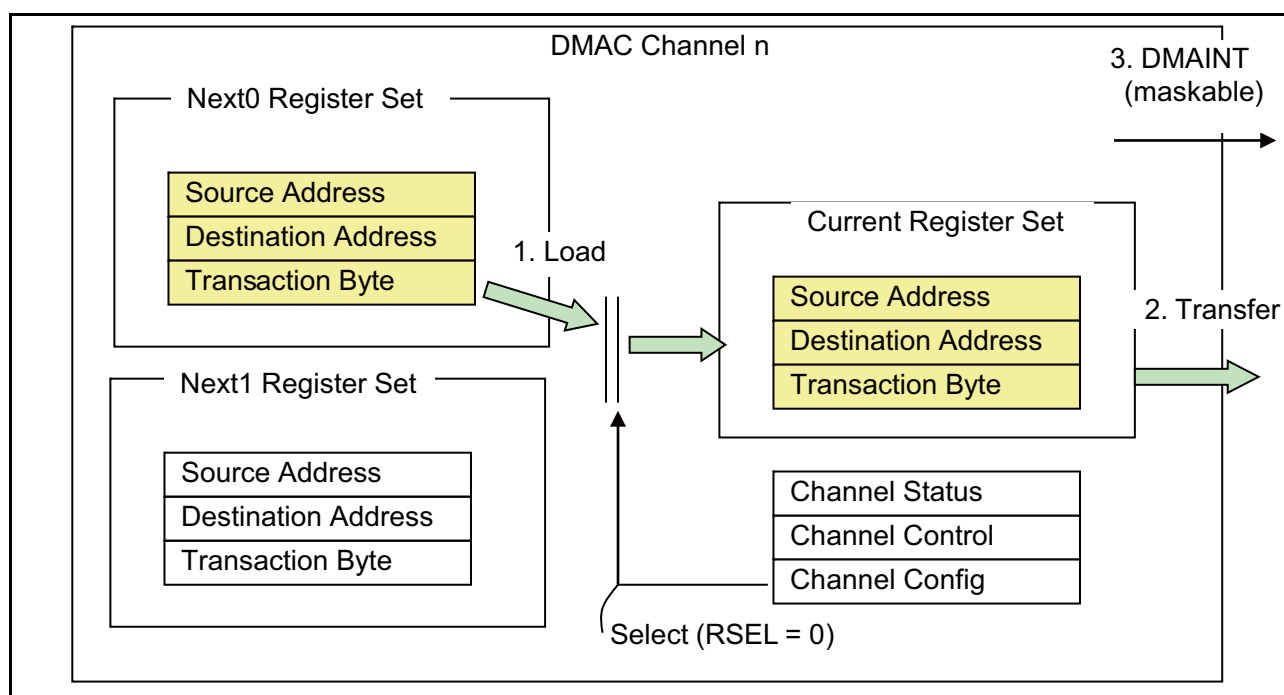 DMAC Channel n
3. DMAINT
(maskable)
Next0 Register Set
Source Address
Destination Address
Transaction Byte
1. Load
Current Register Set
Source Address
Destination Address
Transaction Byte
2. Transfer
Next1 Register Set
Source Address
Destination Address
Transaction Byte
Channel Status
Channel Control
Channel Config
Select (RSEL = 0)